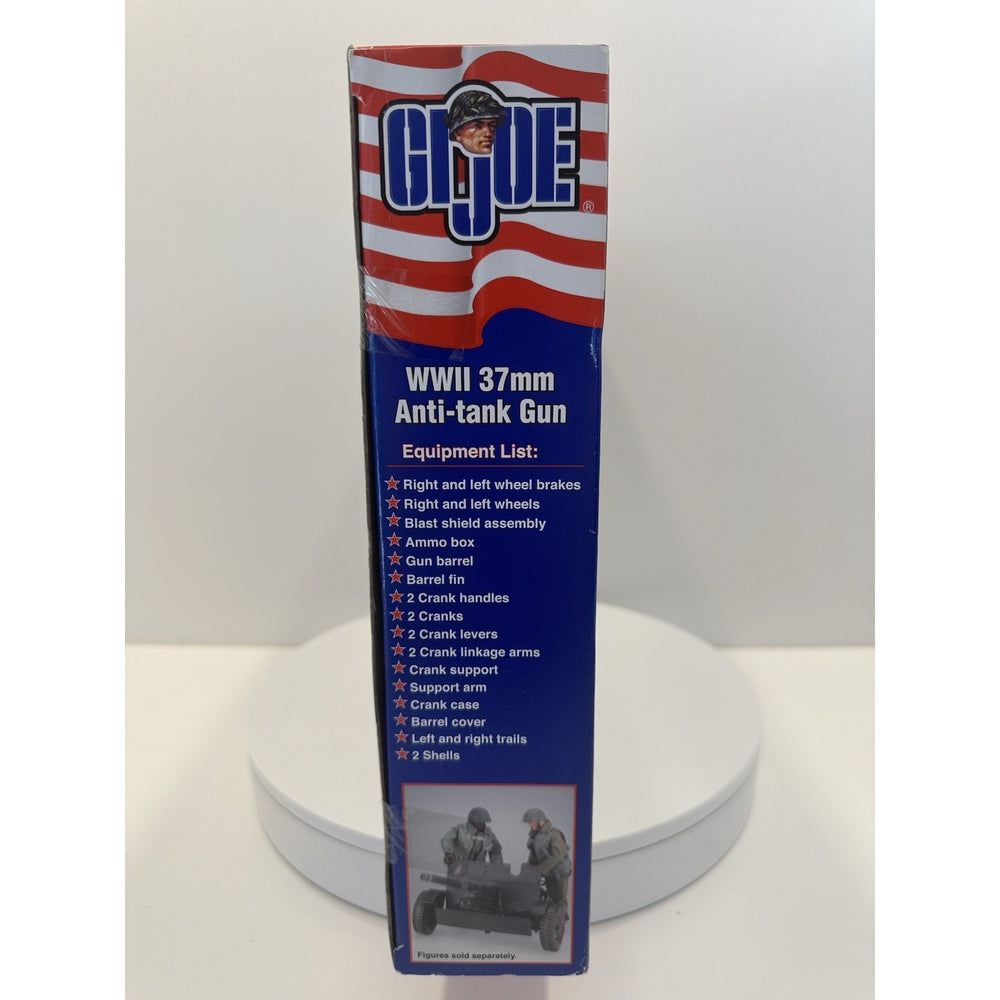 GI JOE
®
WWII 37mm
Anti-tank Gun
Equipment List:
Right and left wheel brakes
Right and left wheels
Blast shield assembly
Ammo box
Gun barrel
Barrel fin
2 Crank handles
2 Cranks
2 Crank levers
2 Crank linkage arms
Crank support
Support arm
Crank case
Barrel cover
Left and right trails
2 Shells
Figures sold separately.